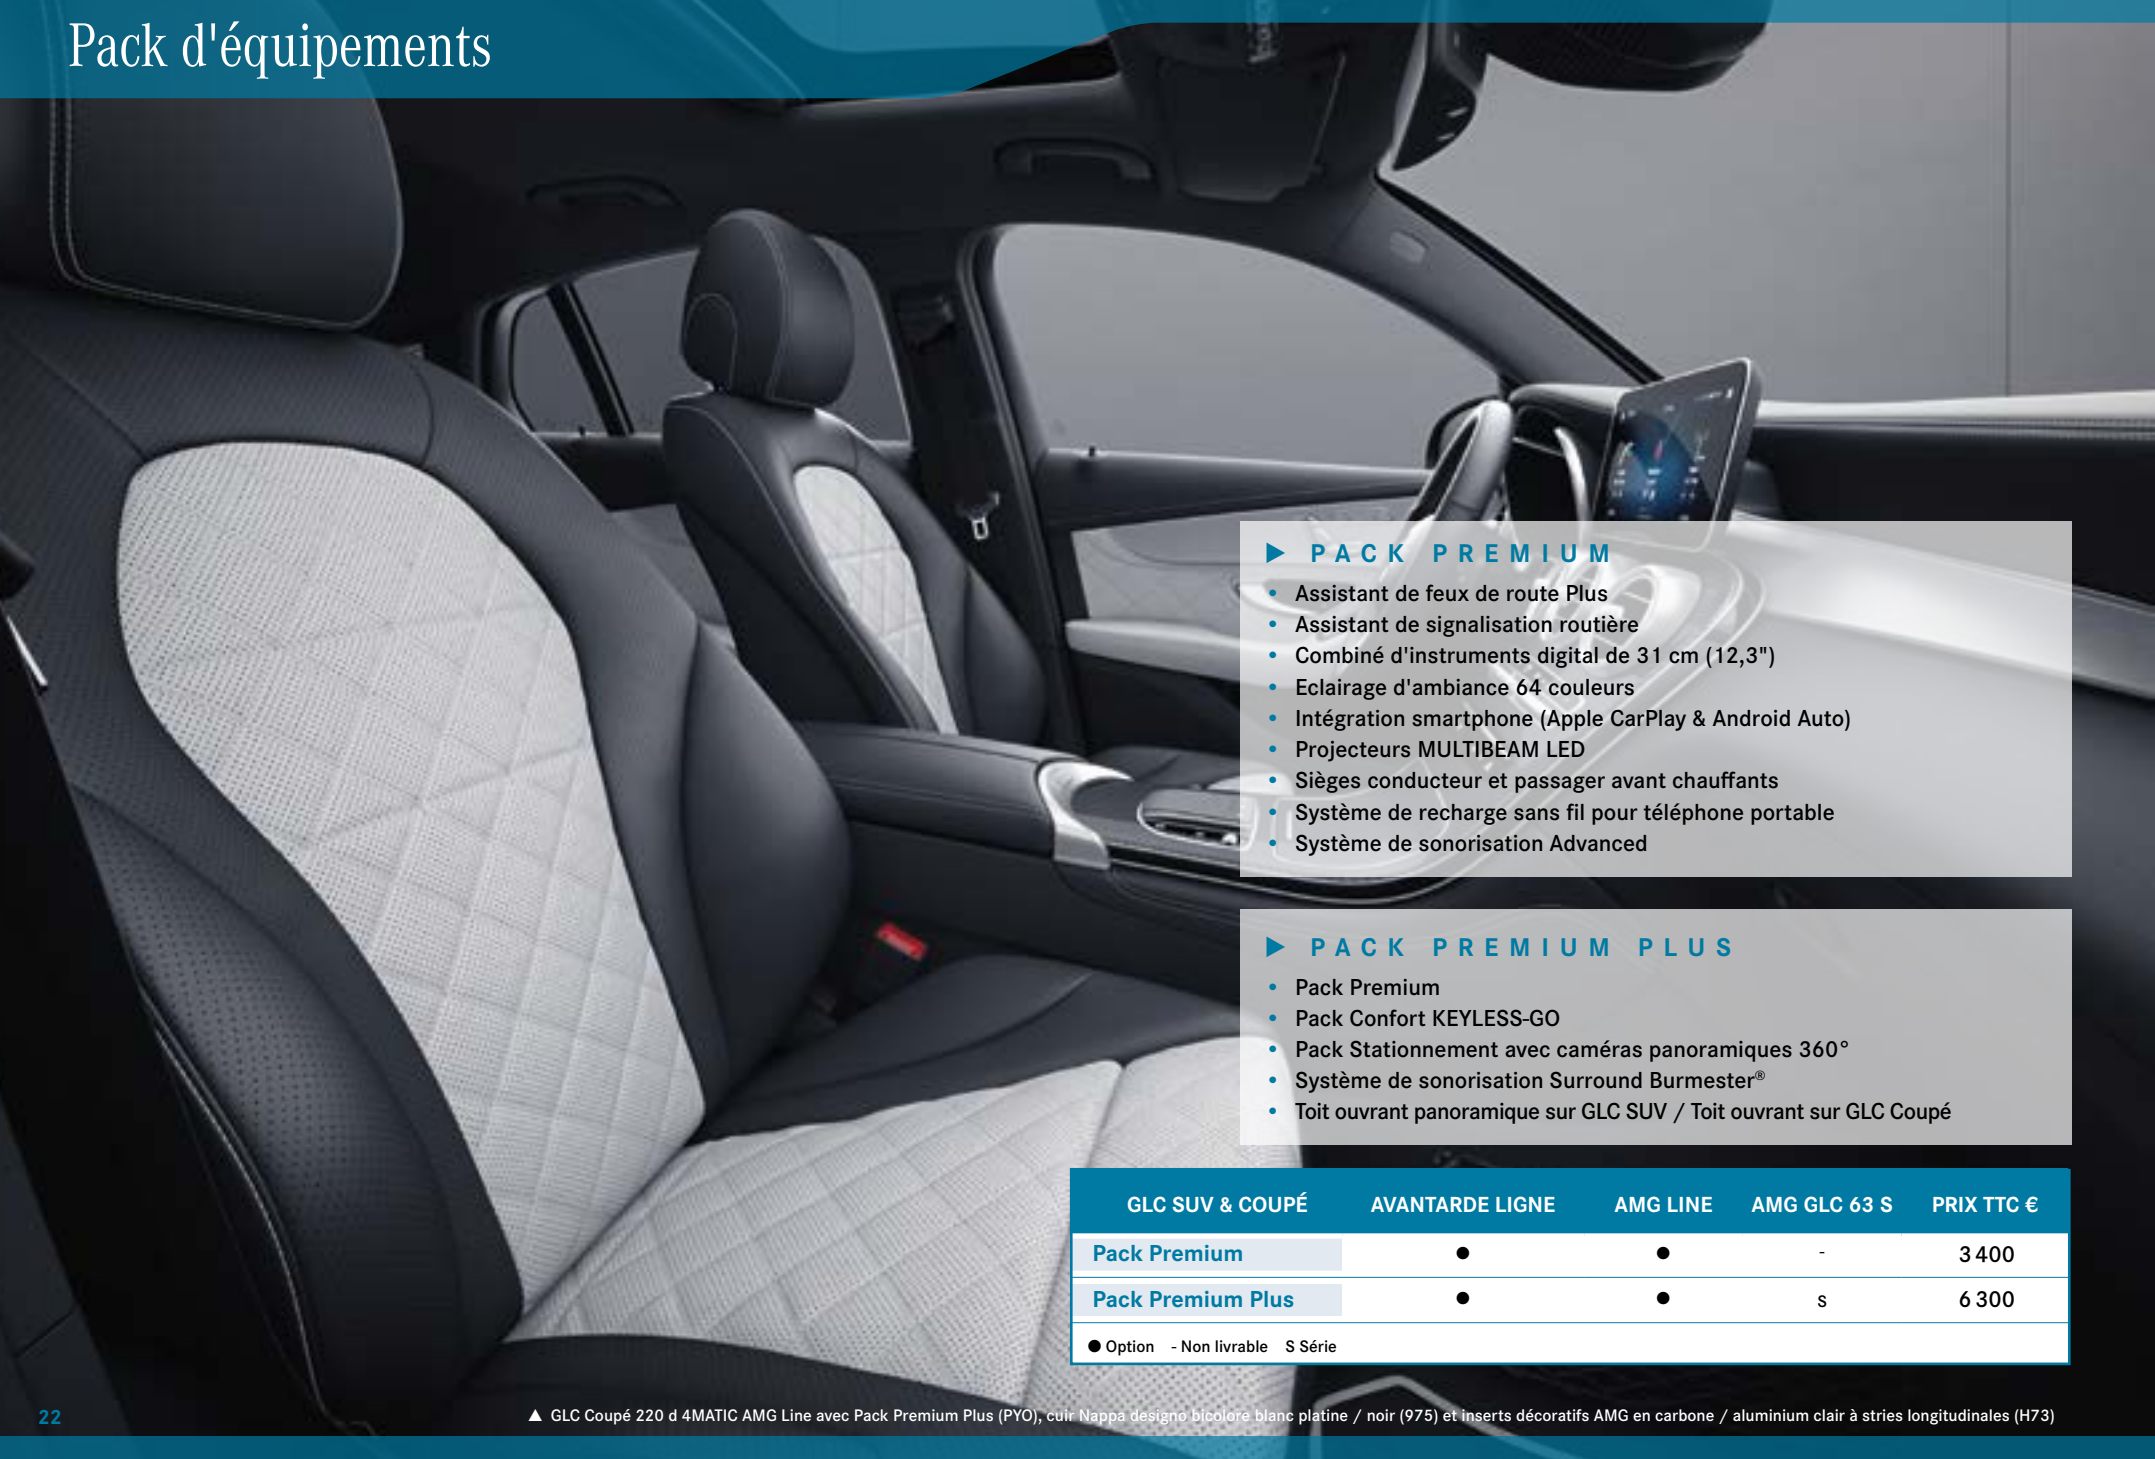 Pack d'équipements
▶ PACK PREMIUM
• Assistant de feux de route Plus
• Assistant de signalisation routière
• Combiné d'instruments digital de 31 cm (12,3")
• Eclairage d'ambiance 64 couleurs
• Intégration smartphone (Apple CarPlay & Android Auto)
• Projecteurs MULTIBEAM LED
• Sièges conducteur et passager avant chauffants
• Système de recharge sans fil pour téléphone portable
• Système de sonorisation Advanced
▶ PACK PREMIUM PLUS
• Pack Premium
• Pack Confort KEYLESS-GO
• Pack Stationnement avec caméras panoramiques 360°
• Système de sonorisation Surround Burmester®
• Toit ouvrant panoramique sur GLC SUV / Toit ouvrant sur GLC Coupé
GLC SUV & COUPÉ AVANTARDE LIGNE AMG LINE AMG GLC 63 S PRIX TTC €
Pack Premium ● ● - 3 400
Pack Premium Plus ● ● S 6 300
● Option - Non livrable S Série
22
▲ GLC Coupé 220 d 4MATIC AMG Line avec Pack Premium Plus (PYO), cuir Nappa designo bicolore blanc platine / noir (975) et inserts décoratifs AMG en carbone / aluminium clair à stries longitudinales (H73)